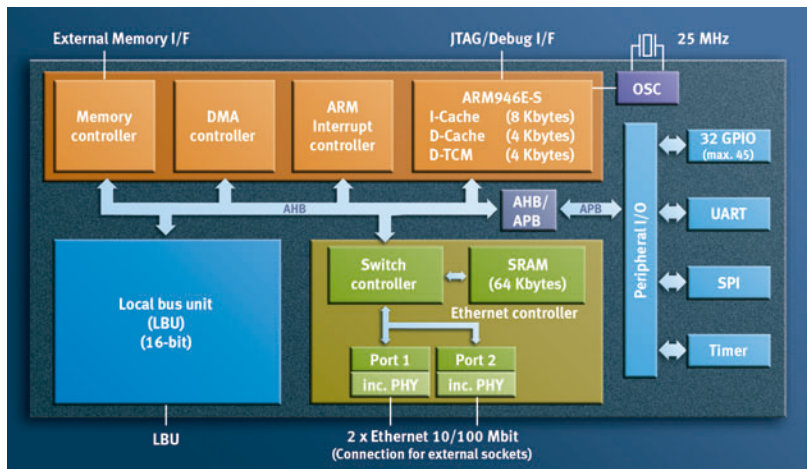 External Memory I/F
JTAG/Debug I/F
25 MHz
Memory
controller
DMA
controller
ARM
Interrupt
controller
ARM946E-S
I-Cache (8 Kbytes)
D-Cache (4 Kbytes)
D-TCM (4 Kbytes)
OSC
32 GPIO
(max. 45)
AHB
AHB/
APB
APB
Peripheral I/O
UART
Local bus unit
(LBU)
(16-bit)
Switch
controller
SRAM
(64 Kbytes)
SPI
Ethernet controller
Port 1
inc. PHY
Port 2
inc. PHY
Timer
LBU
2 x Ethernet 10/100 Mbit
(Connection for external sockets)